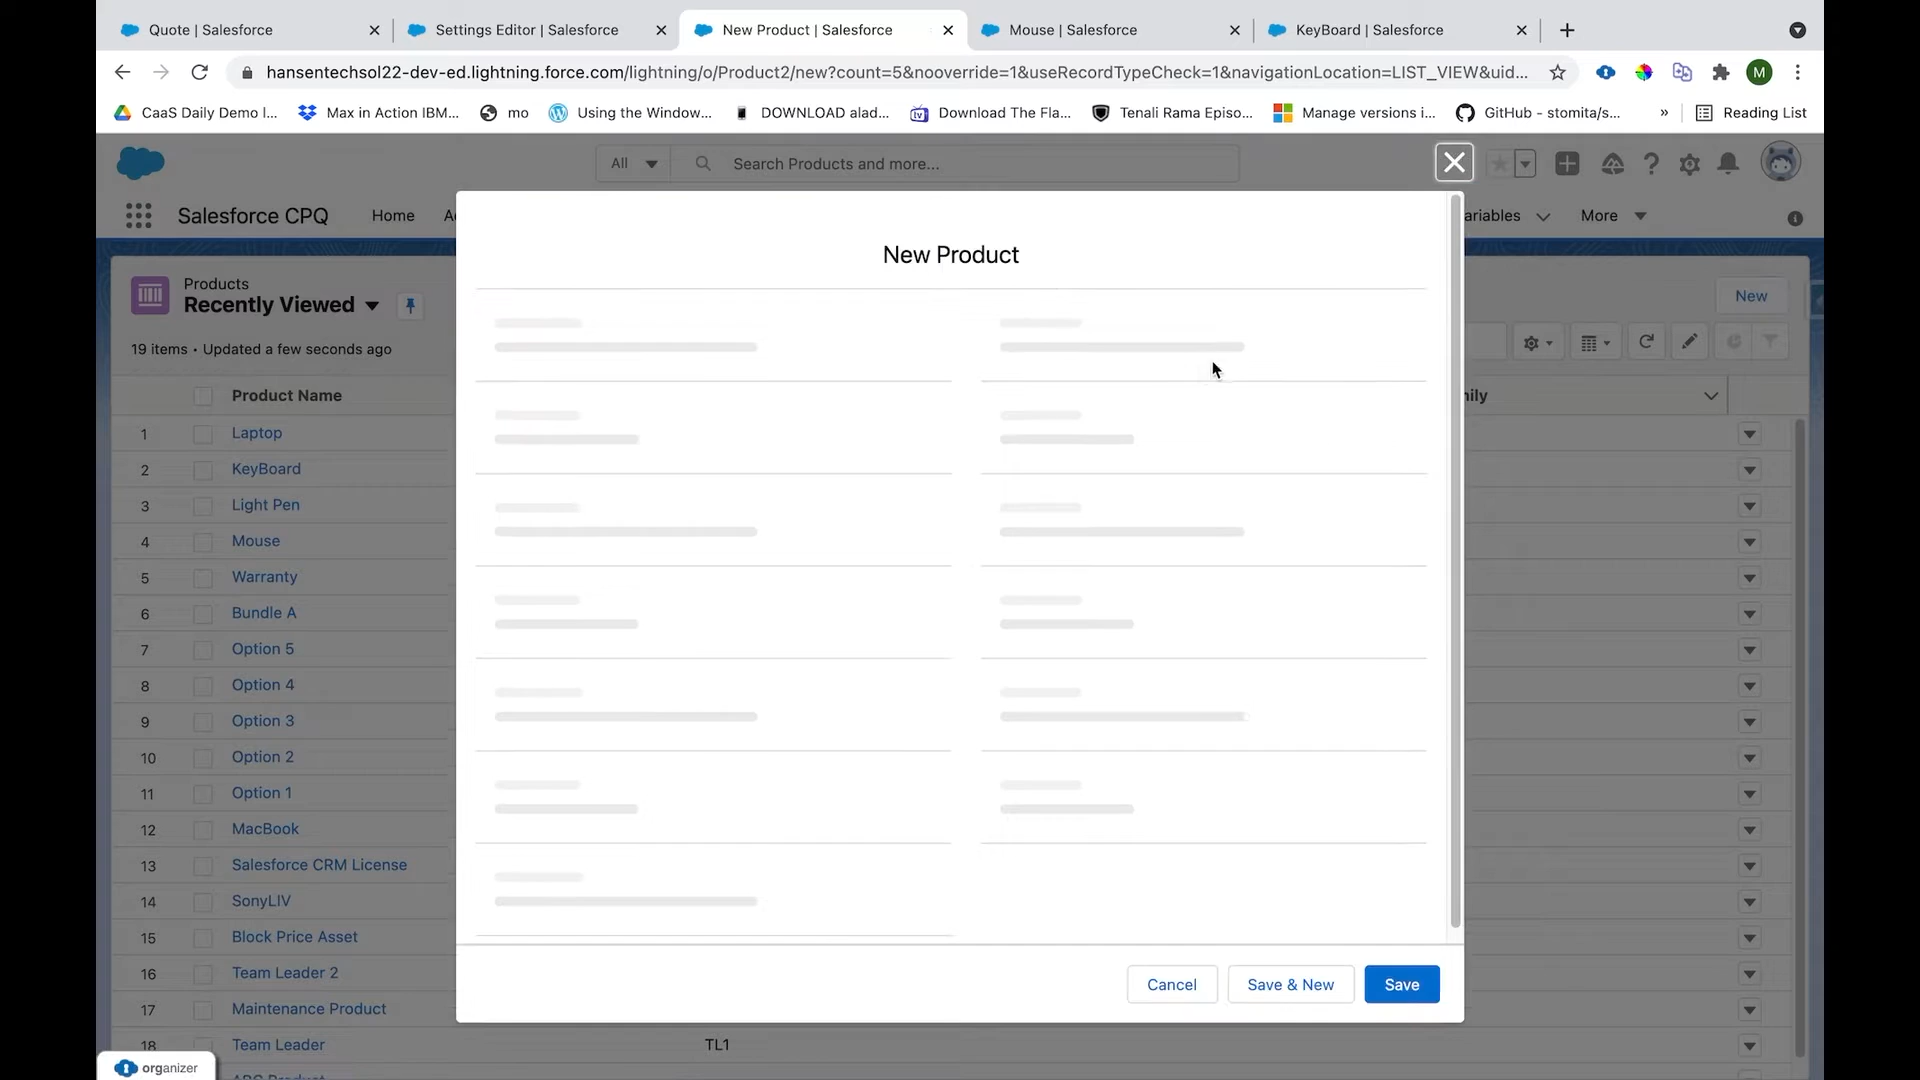 Quote | Salesforce
Settings Editor | Salesforce
New Product | Salesforce
Mouse | Salesforce
KeyBoard | Salesforce
hansentechsol22-dev-ed.lightning.force.com/lightning/o/Product2/new?count=5&nooverride=1&useRecordTypeCheck=1&navigationLocation=LIST_VIEW&uid...
M
CaaS Daily Demo I...
Max in Action IBM...
mo
Using the Window...
DOWNLOAD alad...
Download The Fla...
Tenali Rama Episo...
Manage versions i...
GitHub - stomita/s...
»
Reading List
All
Search Products and more...
Salesforce CPQ
Home
ariables
More
New Product
Products
Recently Viewed
New
19 items • Updated a few seconds ago
Product Name
ily
1 Laptop
2 KeyBoard
3 Light Pen
4 Mouse
5 Warranty
6 Bundle A
7 Option 5
8 Option 4
9 Option 3
10 Option 2
11 Option 1
12 MacBook
13 Salesforce CRM License
14 SonyLIV
15 Block Price Asset
16 Team Leader 2
17 Maintenance Product
18 Team Leader TL1
Cancel
Save & New
Save
organizer